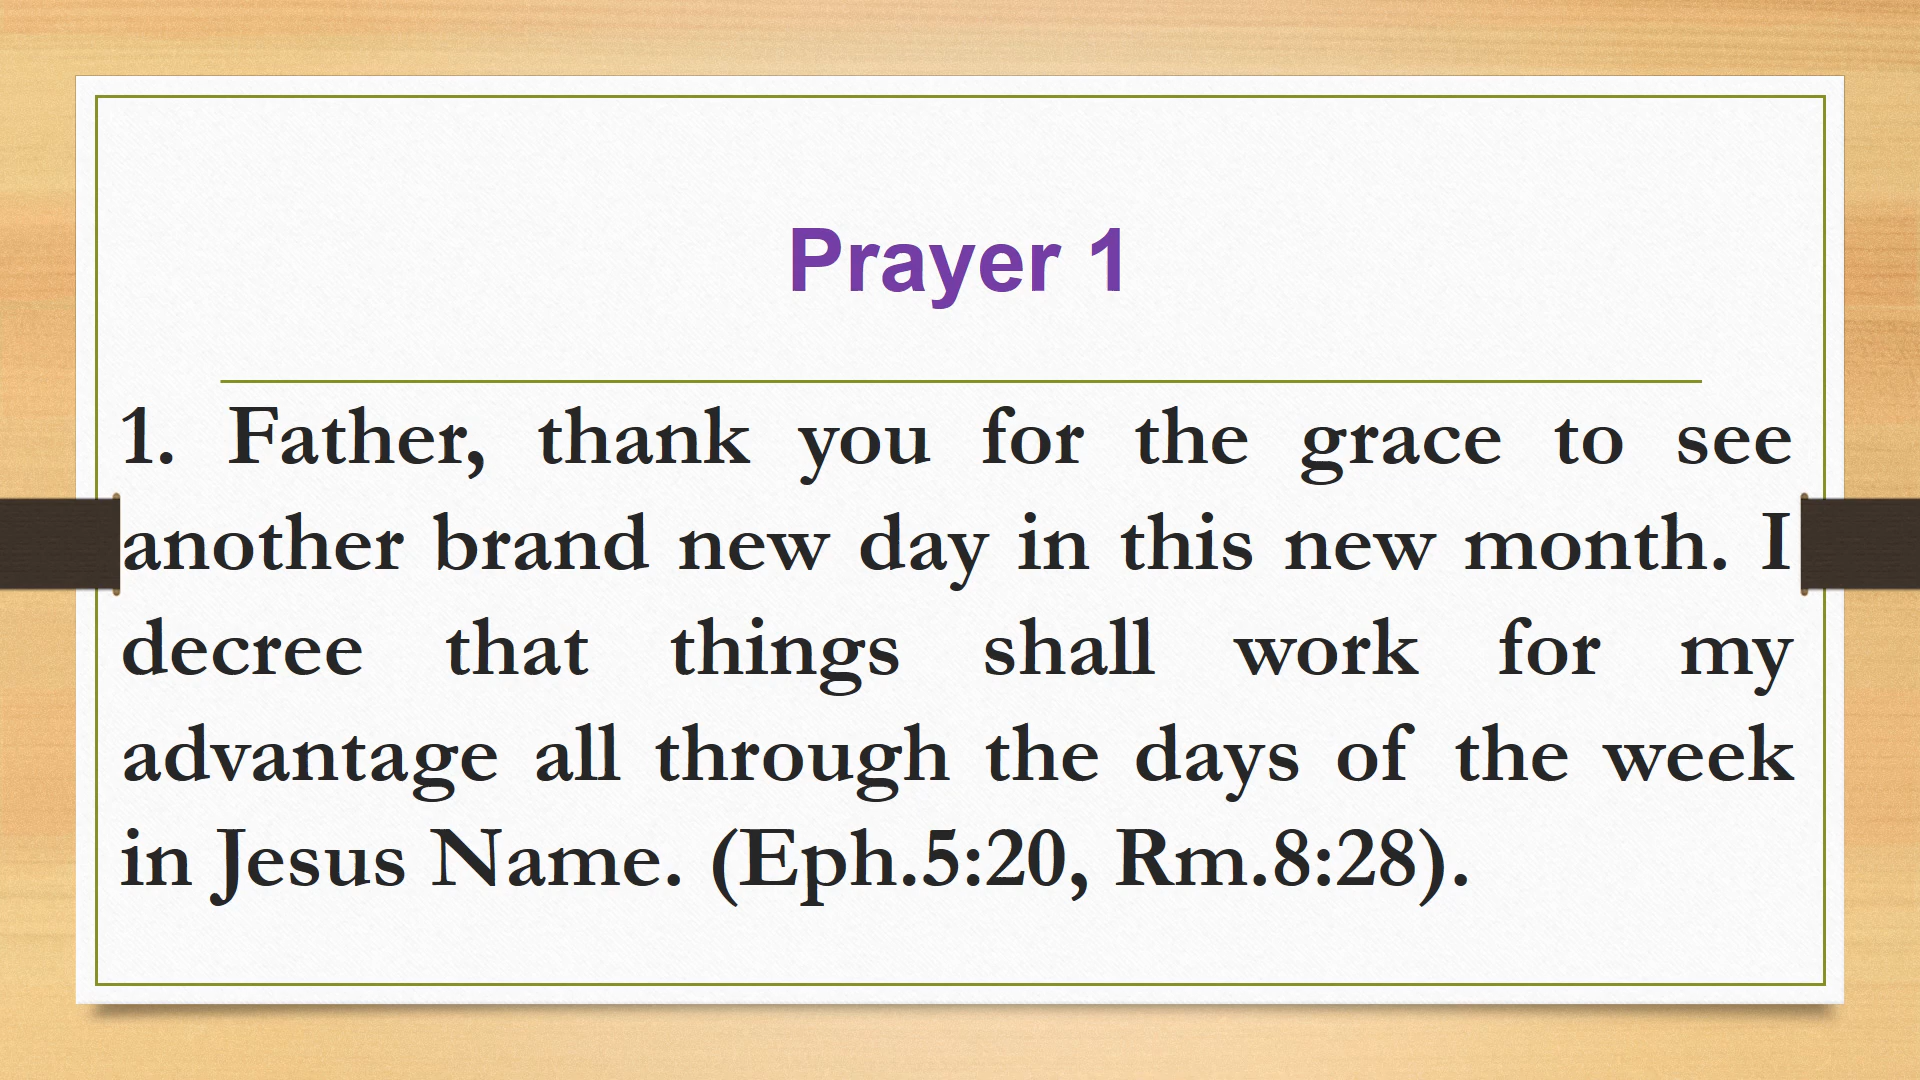 Prayer 1
1. Father, thank you for the grace to see
another brand new day in this new month. I
decree that things shall work for my
advantage all through the days of the week
in Jesus Name. (Eph.5:20, Rm.8:28).